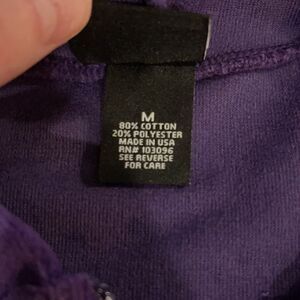 M
80% COTTON
20% POLYESTER
MADE IN USA
RN# 103096
SEE REVERSE
FOR CARE